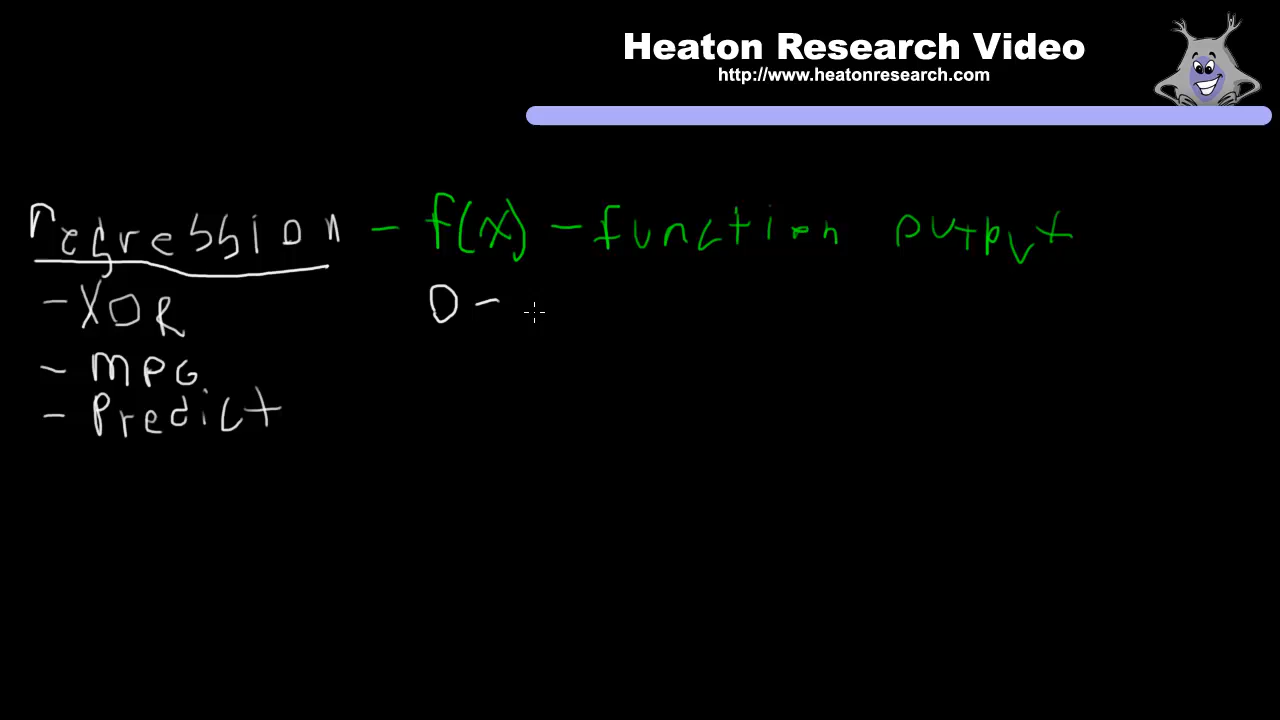 Heaton Research Video
http://www.heatonresearch.com
regression - f(x) - function output
- XOR 0 -
- MPG
- Predict